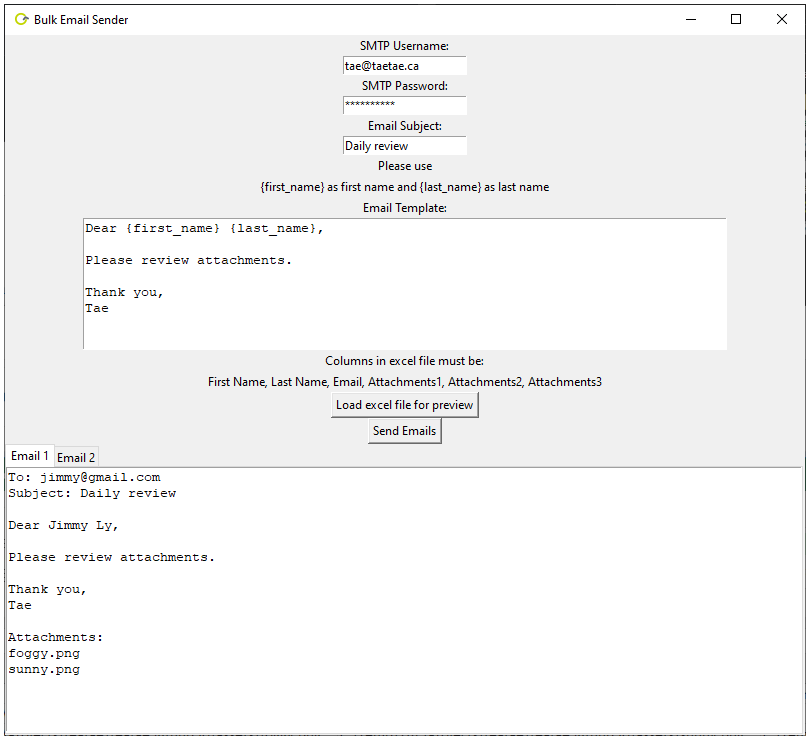 Bulk Email Sender
SMTP Username:
tae@taetae.ca
SMTP Password:
**********
Email Subject:
Daily review
Please use
{first_name} as first name and {last_name} as last name
Email Template:
Dear {first_name} {last_name},
Please review attachments.
Thank you,
Tae
Columns in excel file must be:
First Name, Last Name, Email, Attachments1, Attachments2, Attachments3
Load excel file for preview
Send Emails
Email 1 Email 2
To: jimmy@gmail.com
Subject: Daily review
Dear Jimmy Ly,
Please review attachments.
Thank you,
Tae
Attachments:
foggy.png
sunny.png